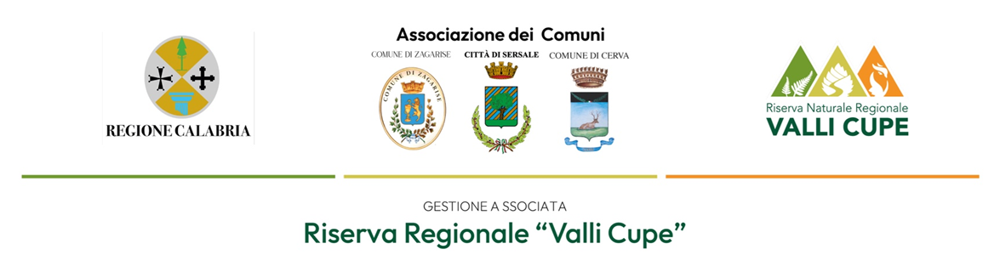 Associazione dei Comuni
COMUNE DI ZAGARISE
CITTÀ DI SERSALE
COMUNE DI CERVA
COMUNE DI ZAGARISE
REGIONE CALABRIA
Riserva Naturale Regionale
VALLI CUPE
GESTIONE A SSOCIATA
Riserva Regionale “Valli Cupe”